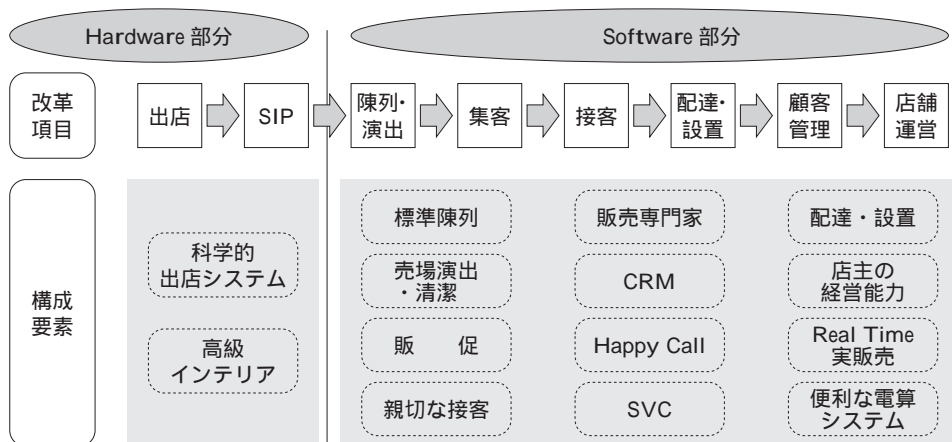 Hardware 部分
Software 部分
改革
項目
出店
SIP
陳列・
演出
集客
接客
配達・
設置
顧客
管理
店舗
運営
構成
要素
科学的
出店システム
高級
インテリア
標準陳列
売場演出
・清潔
販　促
親切な接客
販売専門家
CRM
Happy Call
SVC
配達・設置
店主の
経営能力
Real Time
実販売
便利な電算
システム